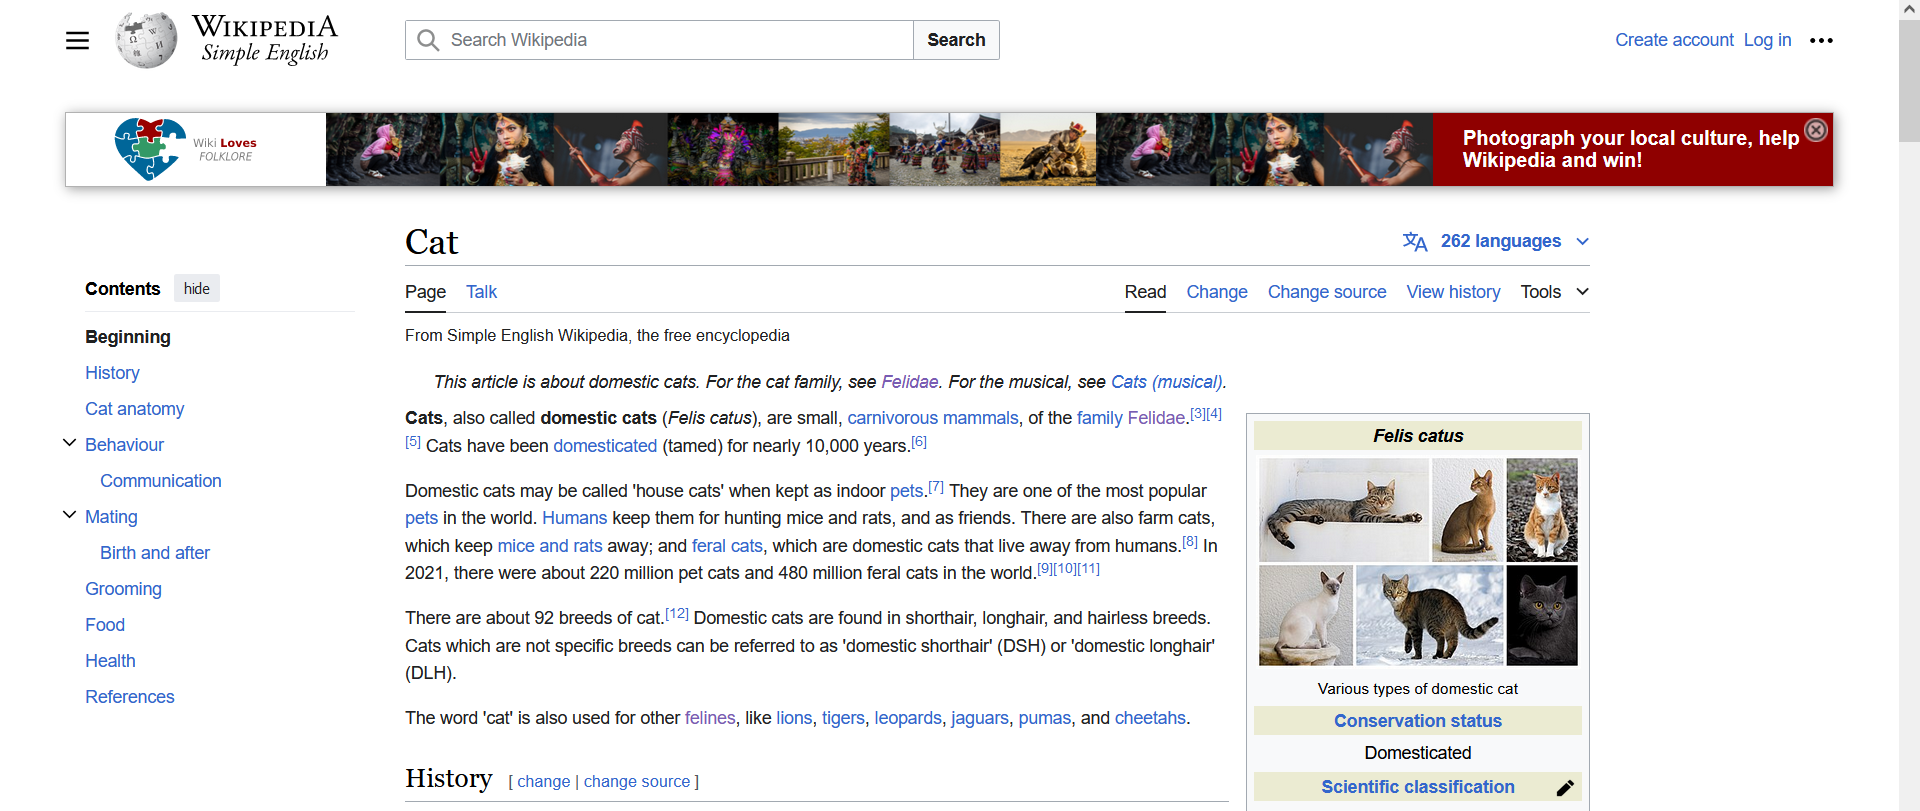 WIKIPEDIA
Simple English
Search Wikipedia
Search
Create account
Log in
Wiki Loves
FOLKLORE
Photograph your local culture, help
Wikipedia and win!
Contents
hide
Beginning
History
Cat anatomy
Behaviour
Communication
Mating
Birth and after
Grooming
Food
Health
References
Cat
262 languages
Page
Talk
Read
Change
Change source
View history
Tools
From Simple English Wikipedia, the free encyclopedia
This article is about domestic cats. For the cat family, see Felidae. For the musical, see Cats (musical).
Cats, also called domestic cats (Felis catus), are small, carnivorous mammals, of the family Felidae.[3][4]
[5] Cats have been domesticated (tamed) for nearly 10,000 years.[6]
Domestic cats may be called 'house cats' when kept as indoor pets.[7] They are one of the most popular
pets in the world. Humans keep them for hunting mice and rats, and as friends. There are also farm cats,
which keep mice and rats away; and feral cats, which are domestic cats that live away from humans.[8] In
2021, there were about 220 million pet cats and 480 million feral cats in the world.[9][10][11]
There are about 92 breeds of cat.[12] Domestic cats are found in shorthair, longhair, and hairless breeds.
Cats which are not specific breeds can be referred to as 'domestic shorthair' (DSH) or 'domestic longhair'
(DLH).
The word 'cat' is also used for other felines, like lions, tigers, leopards, jaguars, pumas, and cheetahs.
History [ change | change source ]
Felis catus
Various types of domestic cat
Conservation status
Domesticated
Scientific classification